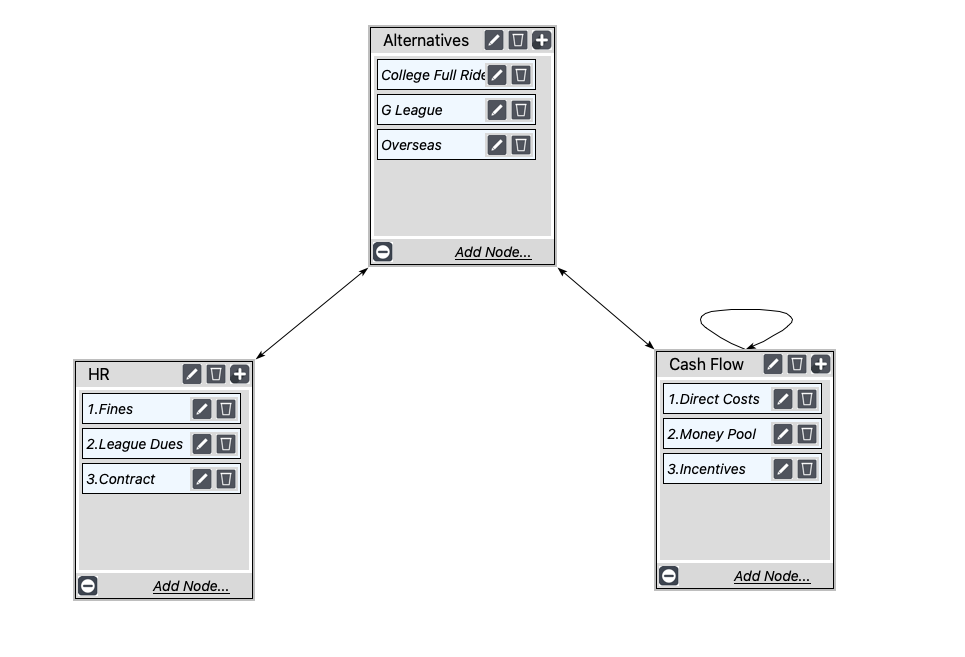 Alternatives
College Full Ride
G League
Overseas
Add Node...
HR
1.Fines
2.League Dues
3.Contract
Add Node...
Cash Flow
1.Direct Costs
2.Money Pool
3.Incentives
Add Node...